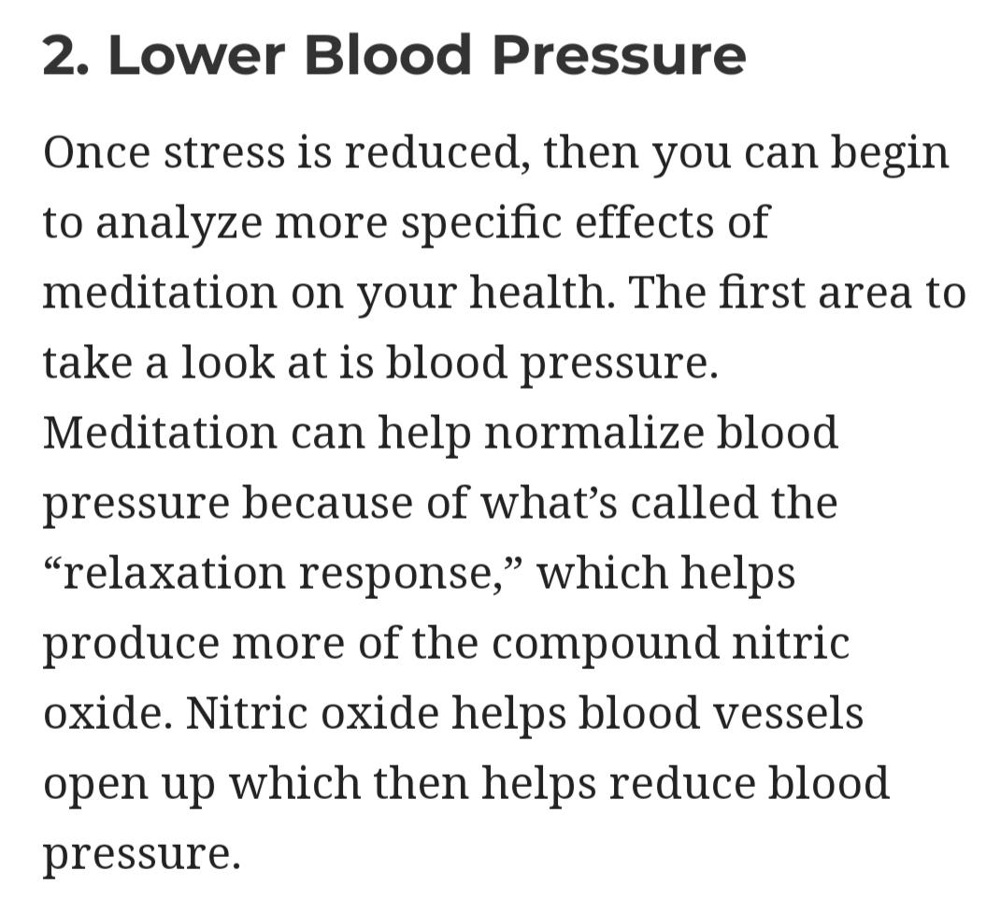 2. Lower Blood Pressure
Once stress is reduced, then you can begin
to analyze more specific effects of
meditation on your health. The first area to
take a look at is blood pressure.
Meditation can help normalize blood
pressure because of what’s called the
“relaxation response,” which helps
produce more of the compound nitric
oxide. Nitric oxide helps blood vessels
open up which then helps reduce blood
pressure.